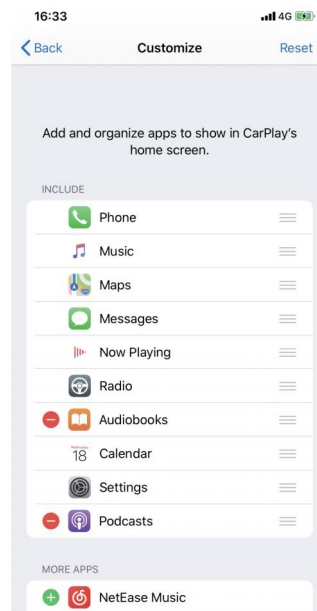 16:33
4G
Back
Customize
Reset
Add and organize apps to show in CarPlay's
home screen.
INCLUDE
Phone
Music
Maps
Messages
Now Playing
Radio
Audiobooks
Wednesday
18
Calendar
Settings
Podcasts
MORE APPS
NetEase Music